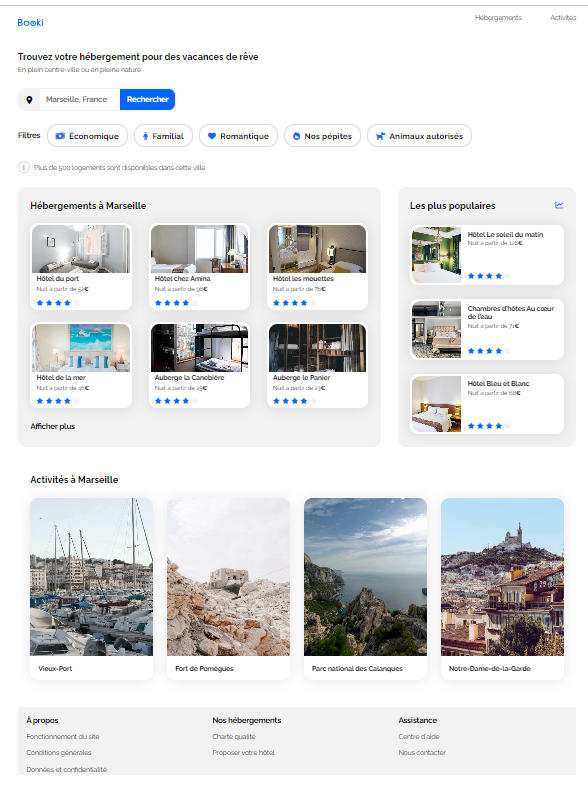 Booki
Hébergements
Activités
Trouvez votre hébergement pour des vacances de rêve
En plein centre-ville ou en pleine nature
Marseille, France
Rechercher
Filtres
Économique
Familial
Romantique
Nos pépites
Animaux autorisés
Plus de 500 logements sont disponibles dans cette ville
Hébergements à Marseille
Hôtel du port
Nuit à partir de 52€
Hôtel chez Amina
Nuit à partir de 96€
Hôtel les mouettes
Nuit à partir de 76€
Hôtel de la mer
Nuit à partir de 46€
Auberge la Canebière
Nuit à partir de 25€
Auberge le Panier
Nuit à partir de 23€
Afficher plus
Les plus populaires
Hôtel Le soleil du matin
Nuit à partir de 128€
Chambres d'hôtes Au cœur
de l'eau
Nuit à partir de 71€
Hôtel Bleu et Blanc
Nuit à partir de 68€
Activités à Marseille
Vieux-Port
Fort de Pomègues
Parc national des Calanques
Notre-Dame-de-la-Garde
À propos
Fonctionnement du site
Conditions générales
Données et confidentialité
Nos hébergements
Charte qualité
Proposer votre hôtel
Assistance
Centre d'aide
Nous contacter